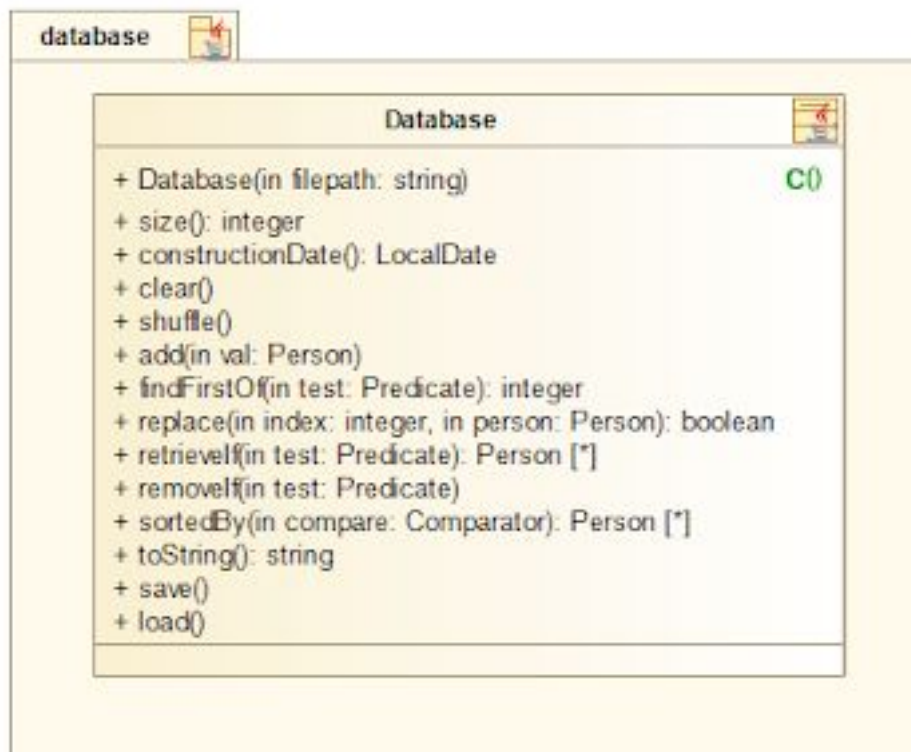 database
Database
+ Database(in filepath: string) C()
+ size(): integer
+ constructionDate(): LocalDate
+ clear()
+ shuffle()
+ add(in val: Person)
+ findFirstOf(in test: Predicate): integer
+ replace(in index: integer, in person: Person): boolean
+ retrieveIf(in test: Predicate): Person [*]
+ removeIf(in test: Predicate)
+ sortedBy(in compare: Comparator): Person [*]
+ toString(): string
+ save()
+ load()